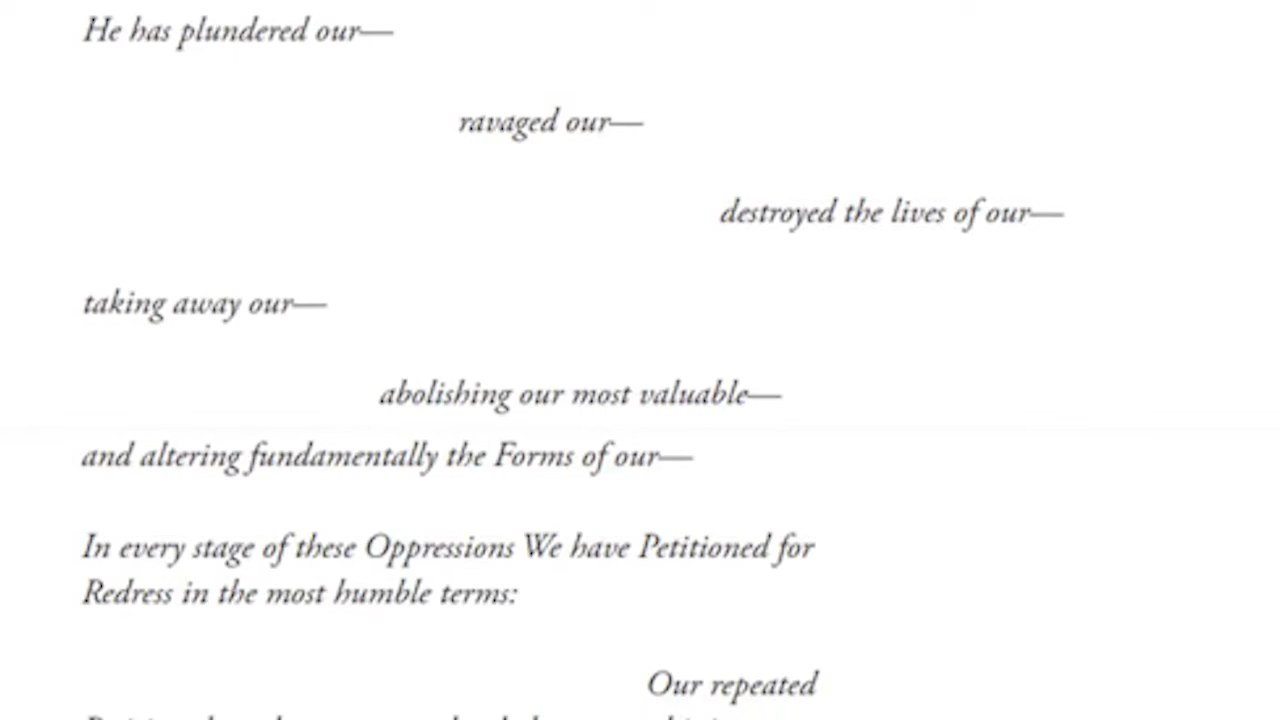 He has plundered our—
ravaged our—
destroyed the lives of our—
taking away our—
abolishing our most valuable—
and altering fundamentally the Forms of our—
In every stage of these Oppressions We have Petitioned for
Redress in the most humble terms:
Our repeated